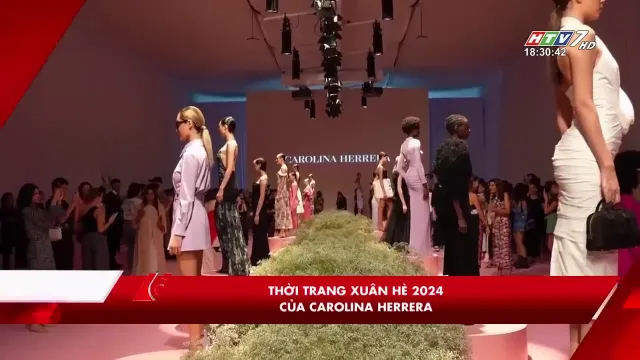 HTV7 HD
18:30:42
CAROLINA HERRERA
THỜI TRANG XUÂN HÈ 2024
CỦA CAROLINA HERRERA